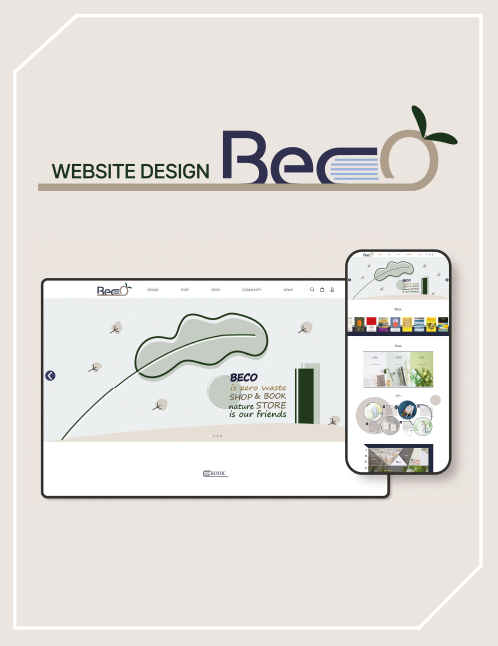 WEBSITE DESIGN Beco
Beco
BRAND SHOP BOOK COMMUNITY NEWS
BECO
is zero waste
SHOP & BOOK
nature STORE
is our friends
BOOK